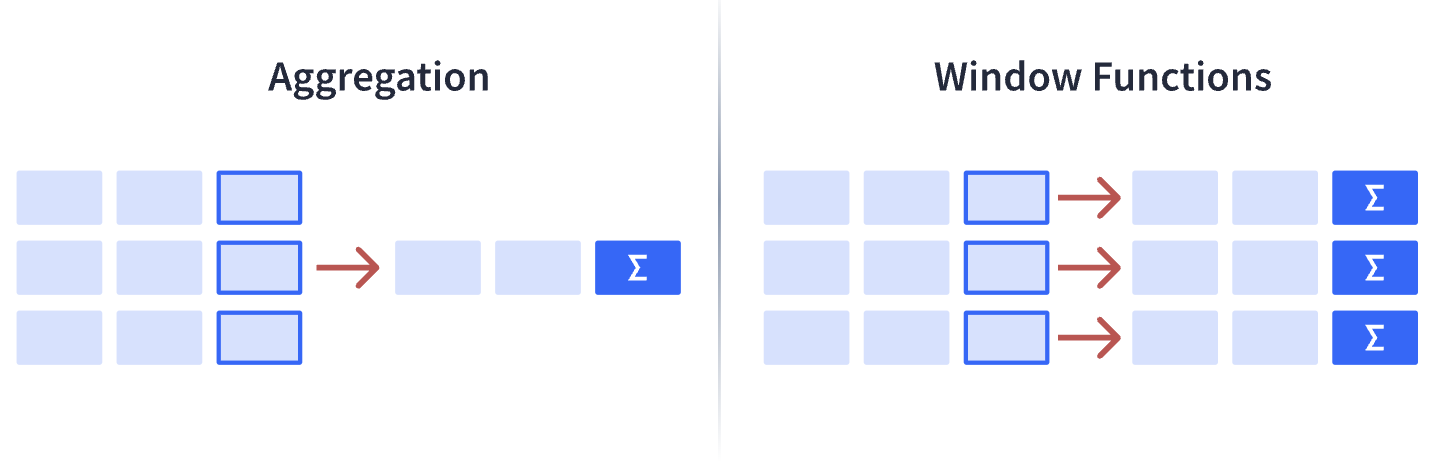 Aggregation
Window Functions
Σ
Σ
Σ
Σ